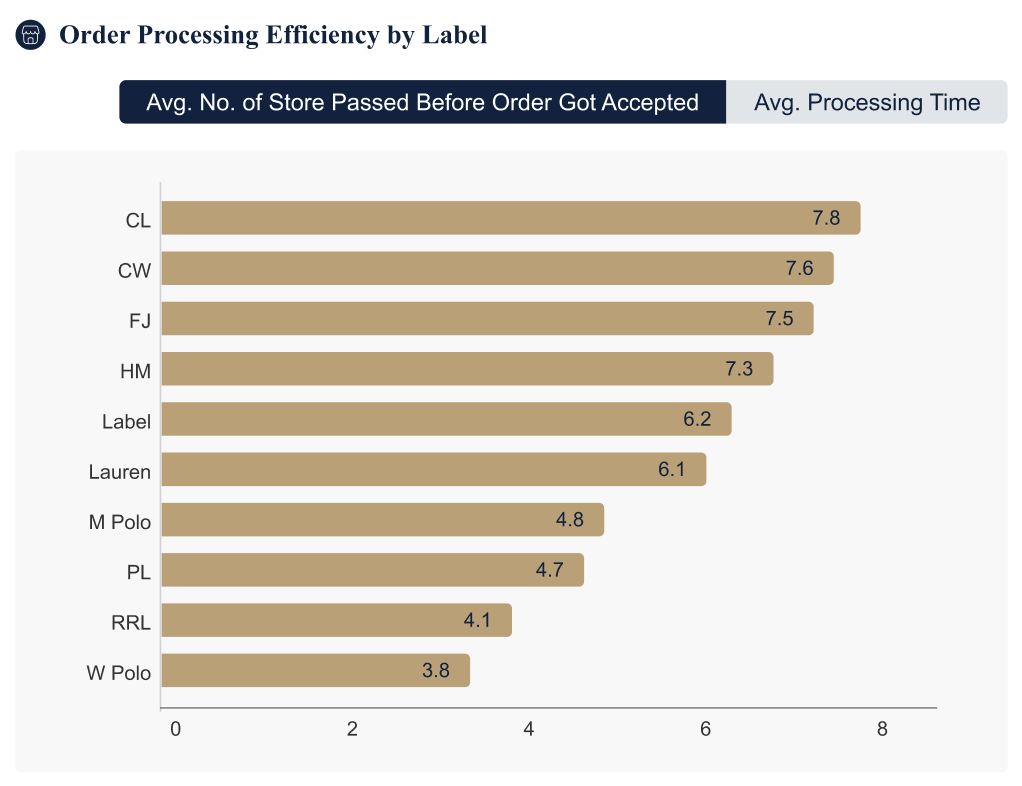 Order Processing Efficiency by Label
Avg. No. of Store Passed Before Order Got Accepted
Avg. Processing Time
CL 7.8
CW 7.6
FJ 7.5
HM 7.3
Label 6.2
Lauren 6.1
M Polo 4.8
PL 4.7
RRL 4.1
W Polo 3.8
0 2 4 6 8